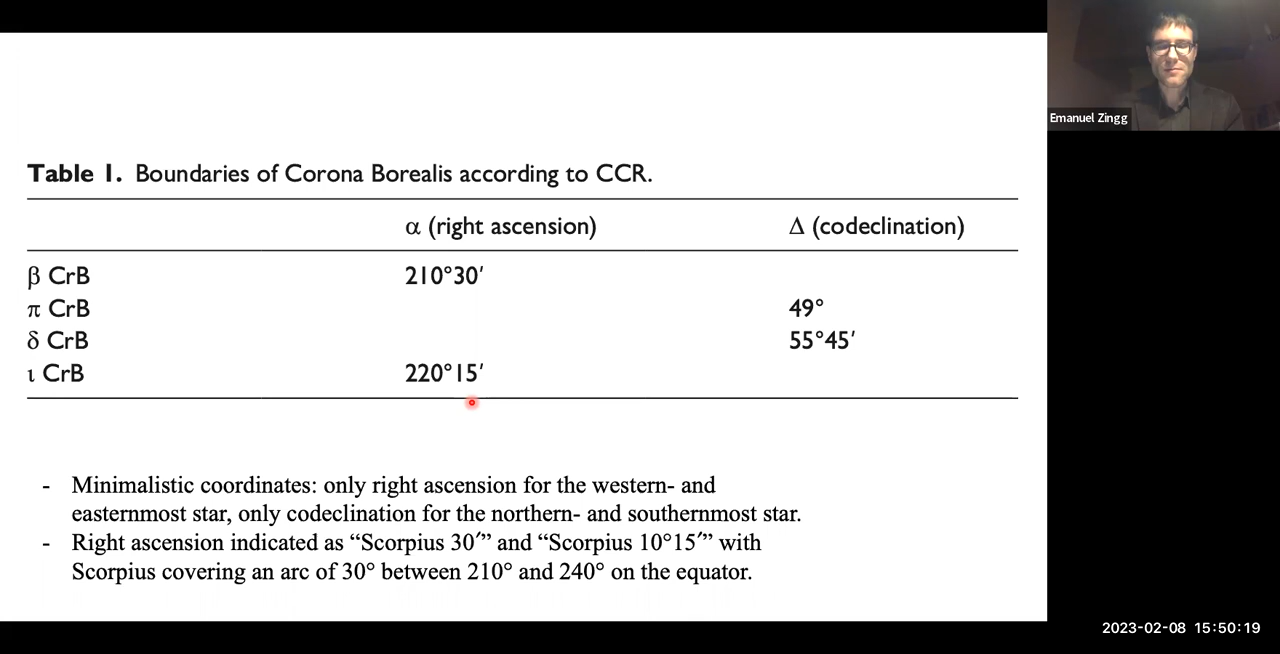 Emanuel Zingg
Table 1. Boundaries of Corona Borealis according to CCR.
α (right ascension) Δ (codeclination)
β CrB 210°30′
π CrB 49°
δ CrB 55°45′
ι CrB 220°15′
- Minimalistic coordinates: only right ascension for the western- and
easternmost star, only codeclination for the northern- and southernmost star.
- Right ascension indicated as “Scorpius 30′” and “Scorpius 10°15′” with
Scorpius covering an arc of 30° between 210° and 240° on the equator.
2023-02-08 15:50:19